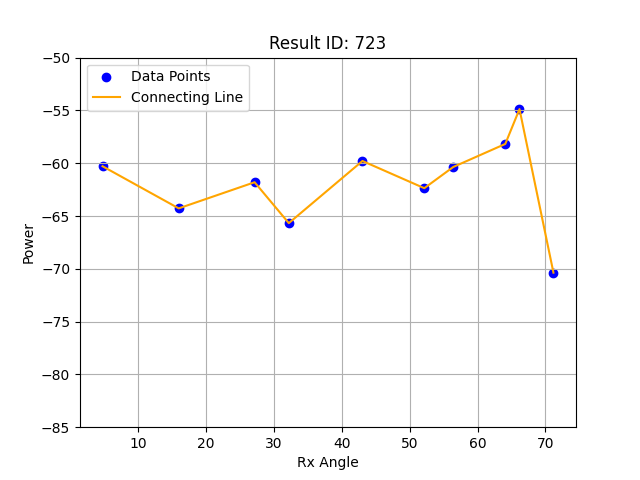 Result ID: 723
Data Points
Connecting Line
−50
−55
−60
−65
−70
−75
−80
−85
Power
10 20 30 40 50 60 70
Rx Angle